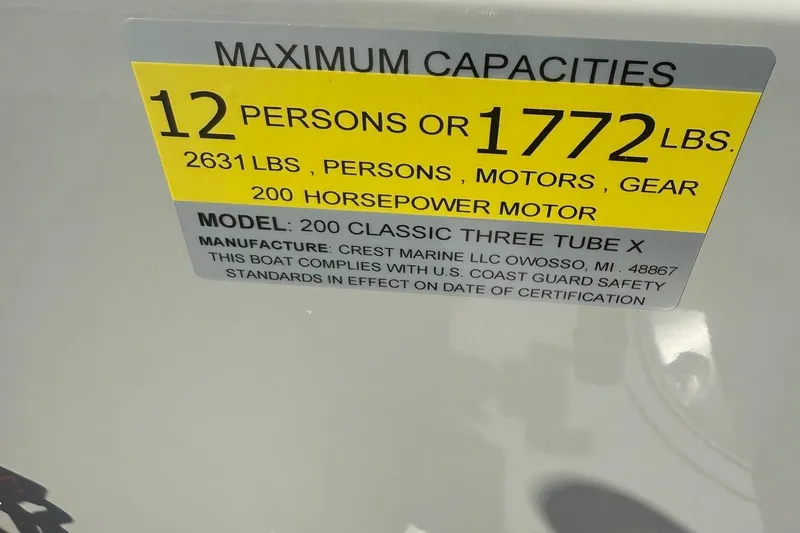 MAXIMUM CAPACITIES
12 PERSONS OR 1772 LBS.
2631 LBS , PERSONS , MOTORS , GEAR
200 HORSEPOWER MOTOR
MODEL: 200 CLASSIC THREE TUBE X
MANUFACTURE: CREST MARINE LLC OWOSSO, MI . 48867
THIS BOAT COMPLIES WITH U.S. COAST GUARD SAFETY
STANDARDS IN EFFECT ON DATE OF CERTIFICATION